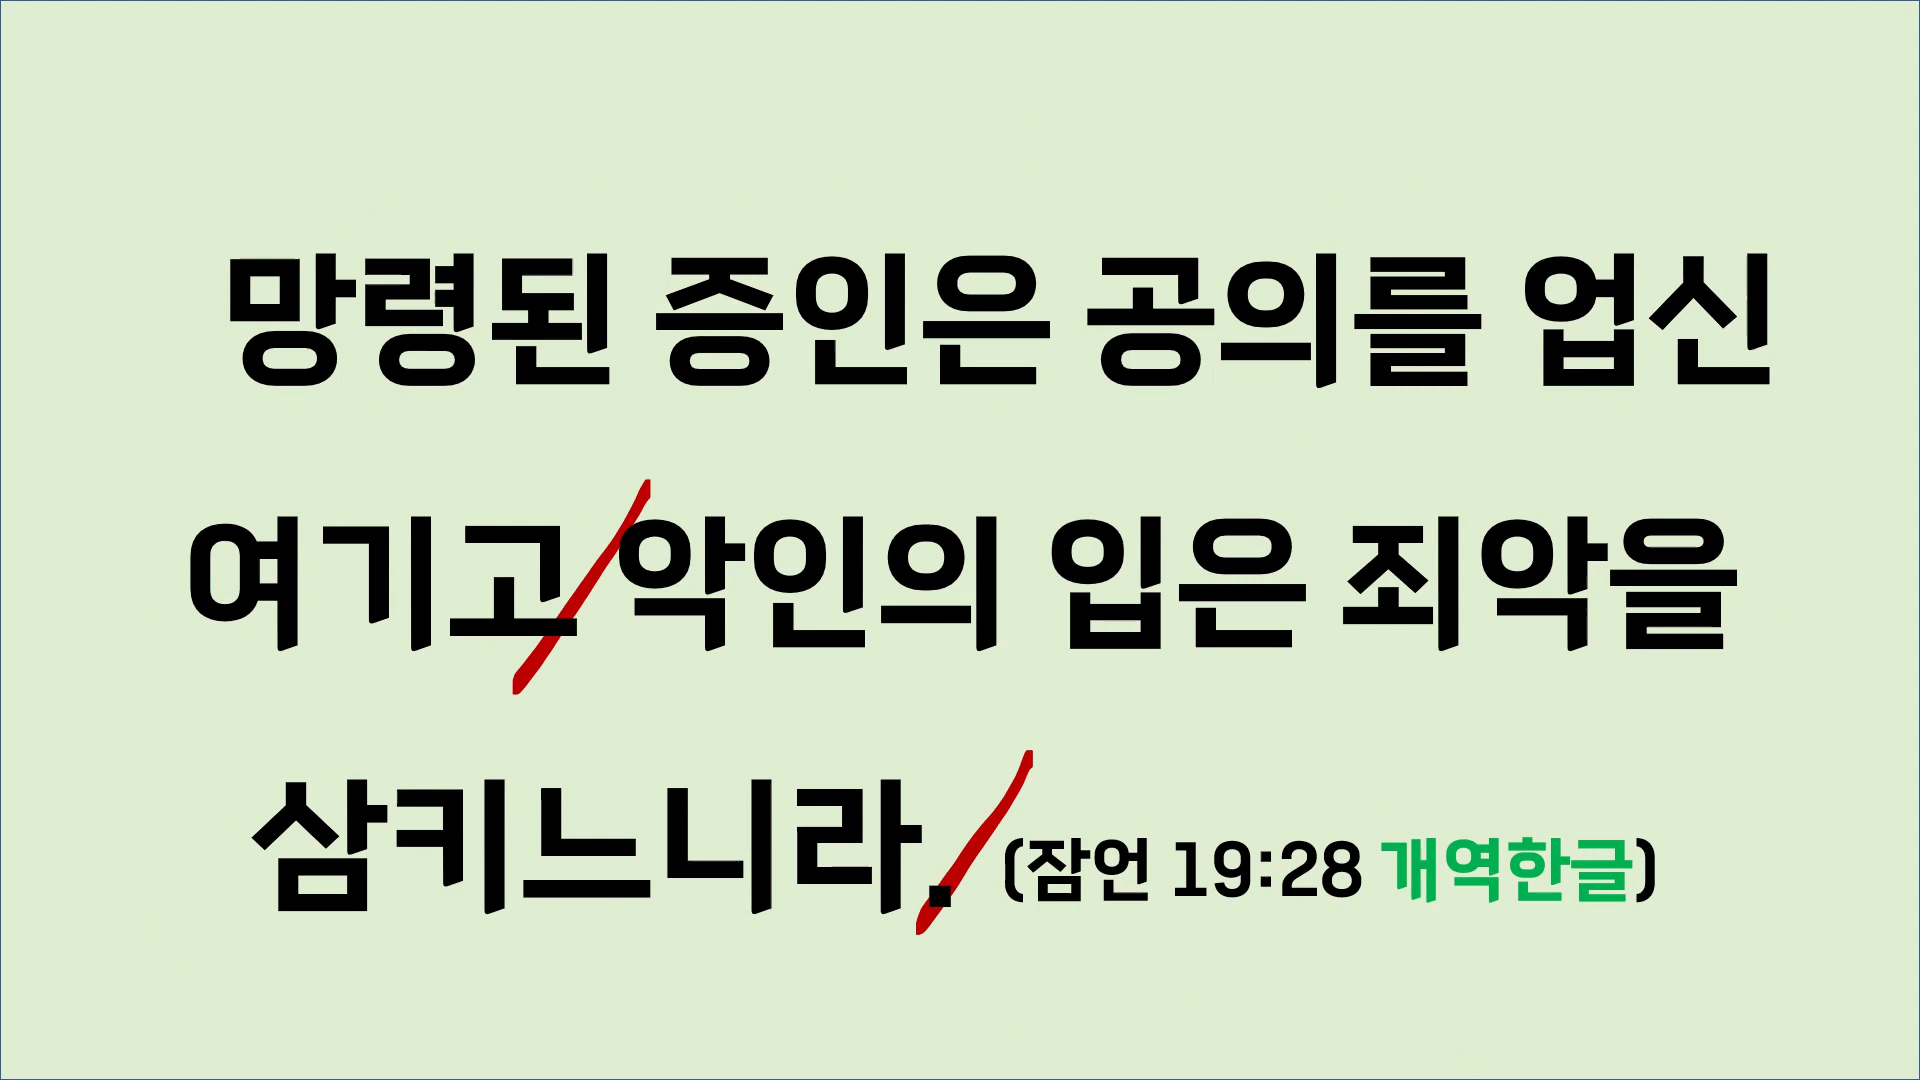 망령된 증인은 공의를 업신
여기고 악인의 입은 죄악을
삼키느니라. (잠언 19:28 개역한글)